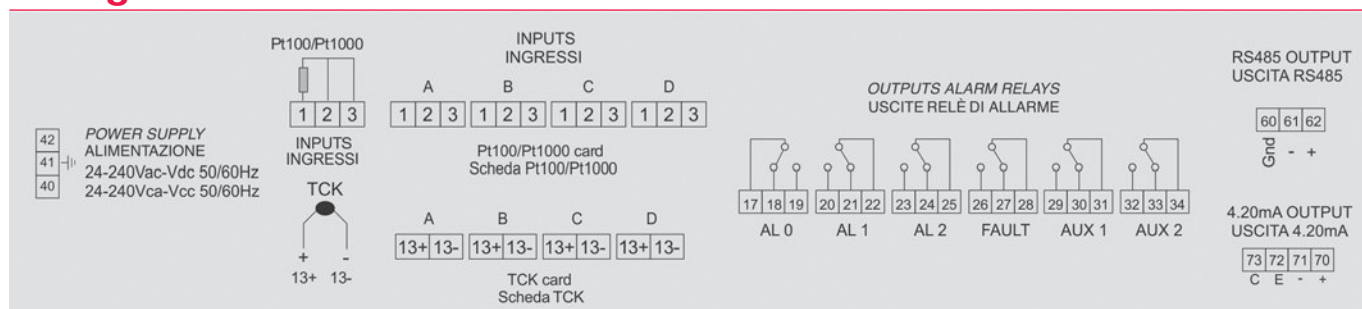 42
41
40
POWER SUPPLY
ALIMENTAZIONE
24-240Vac-Vdc 50/60Hz
24-240Vca-Vcc 50/60Hz
Pt100/Pt1000
1 2 3
INPUTS
INGRESSI
TCK
+ -
13+ 13-
INPUTS
INGRESSI
A B C D
1 2 3 1 2 3 1 2 3 1 2 3
Pt100/Pt1000 card
Scheda Pt100/Pt1000
A B C D
13+ 13- 13+ 13- 13+ 13- 13+ 13-
TCK card
Scheda TCK
OUTPUTS ALARM RELAYS
USCITE RELÈ DI ALLARME
17 18 19 20 21 22 23 24 25 26 27 28 29 30 31 32 33 34
AL 0 AL 1 AL 2 FAULT AUX 1 AUX 2
RS485 OUTPUT
USCITA RS485
60 61 62
Gnd - +
4.20mA OUTPUT
USCITA 4.20mA
73 72 71 70
C E - +